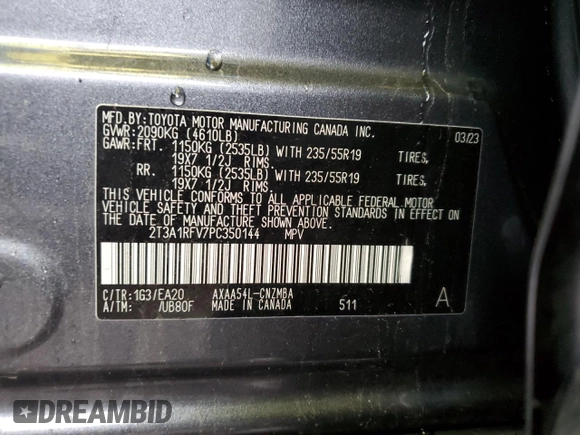 MFD.BY:TOYOTA MOTOR MANUFACTURING CANADA INC.
GVWR:2090KG (4610LB) 03/23
GAWR:FRT. 1150KG (2535LB) WITH 235/55R19 TIRES,
19X7 1/2J RIMS,
RR. 1150KG (2535LB) WITH 235/55R19 TIRES,
19X7 1/2J RIMS
THIS VEHICLE CONFORMS TO ALL APPLICABLE FEDERAL MOTOR
VEHICLE SAFETY AND THEFT PREVENTION STANDARDS IN EFFECT ON
THE DATE OF MANUFACTURE SHOWN ABOVE.
2T3A1RFV7PC350144 MPV
C/TR:1G3/EA20 AXAA54L-CNZMBA
A/TM: /UB80F MADE IN CANADA 511 A
DREAMBID